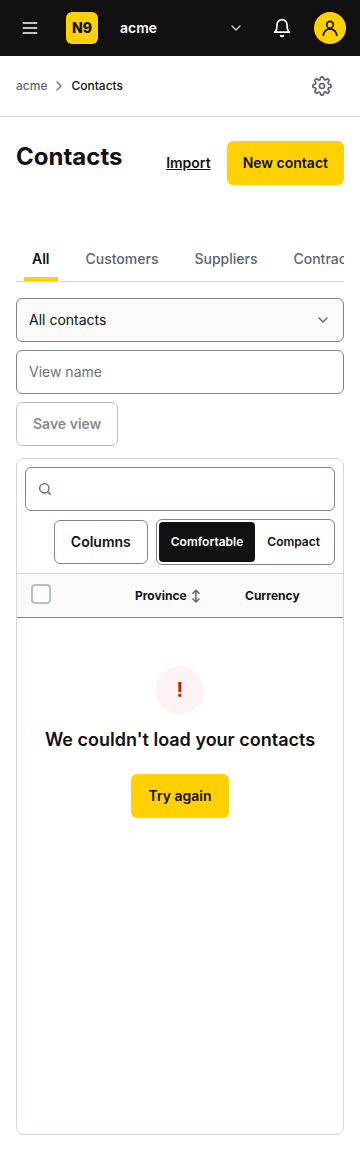 N9 acme
acme > Contacts
Contacts
Import New contact
All Customers Suppliers Contrac
All contacts
View name
Save view
Columns Comfortable Compact
Province Currency
!
We couldn't load your contacts
Try again